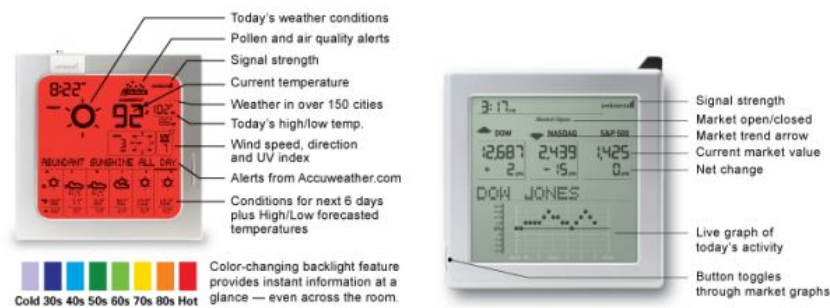 Today's weather conditions
Pollen and air quality alerts
Signal strength
Current temperature
Weather in over 150 cities
Today's high/low temp.
Wind speed, direction
and UV index
Alerts from Accuweather.com
Conditions for next 6 days
plus High/Low forecasted
temperatures
8:22
92
ABUNDANT SUNSHINE ALL DAY
Cold 30s 40s 50s 60s 70s 80s Hot
Color-changing backlight feature
provides instant information at a
glance — even across the room.
3:17
ambient
Market Open
DOW NASDAQ S&P 500
12,687 2,439 1,425
DOW JONES
Signal strength
Market open/closed
Market trend arrow
Current market value
Net change
Live graph of
today's activity
Button toggles
through market graphs